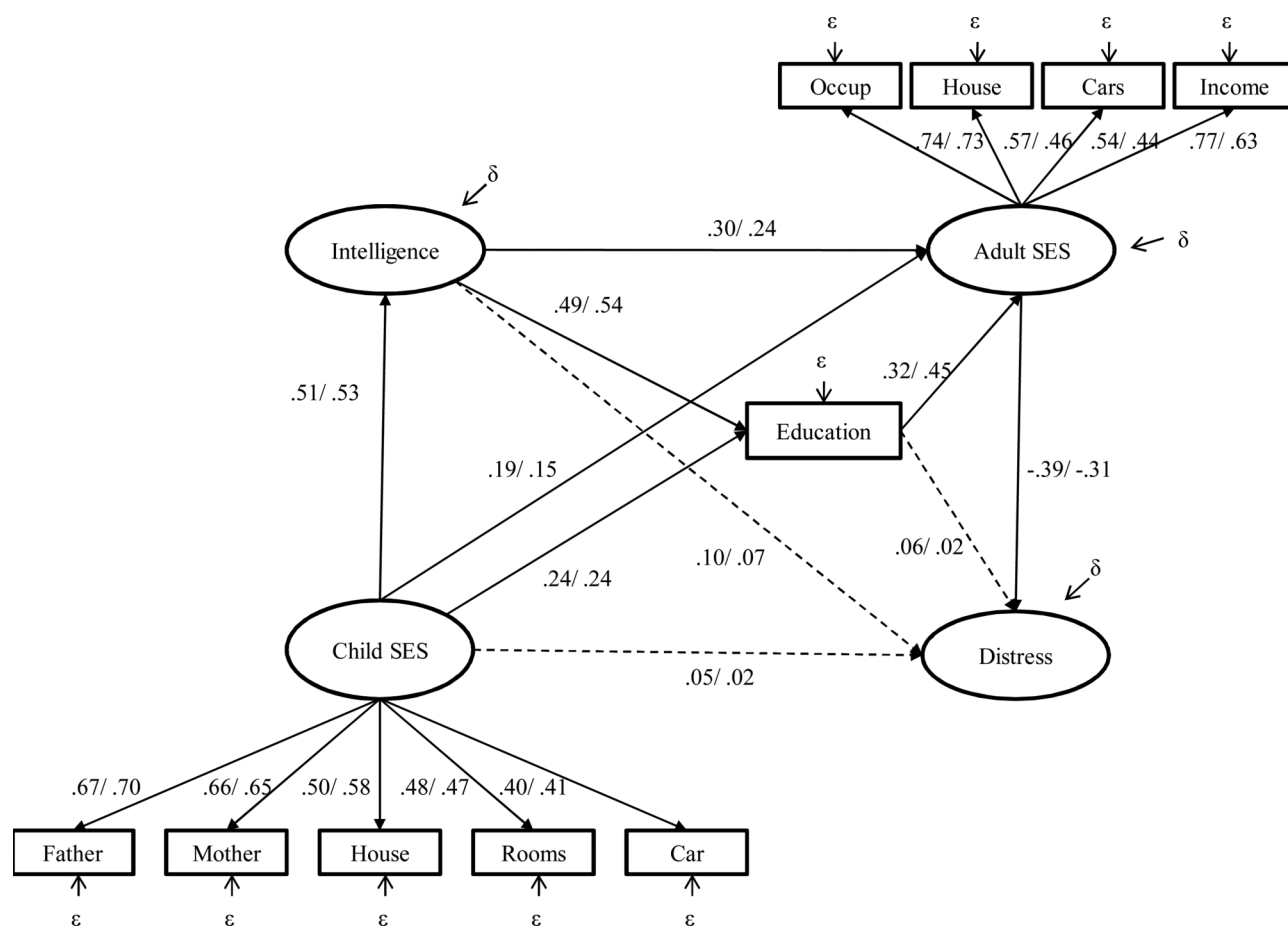 ε ε ε ε
Occup House Cars Income
.74/ .73 .57/ .46 .54/ .44 .77/ .63
δ
Intelligence .30/ .24 Adult SES δ
.49/ .54
ε
.51/ .53 .32/ .45
Education
.19/ .15 -.39/ -.31
.10/ .07 .06/ .02
.24/ .24 δ
Child SES Distress
.05/ .02
.67/ .70 .66/ .65 .50/ .58 .48/ .47 .40/ .41
Father Mother House Rooms Car
ε ε ε ε ε